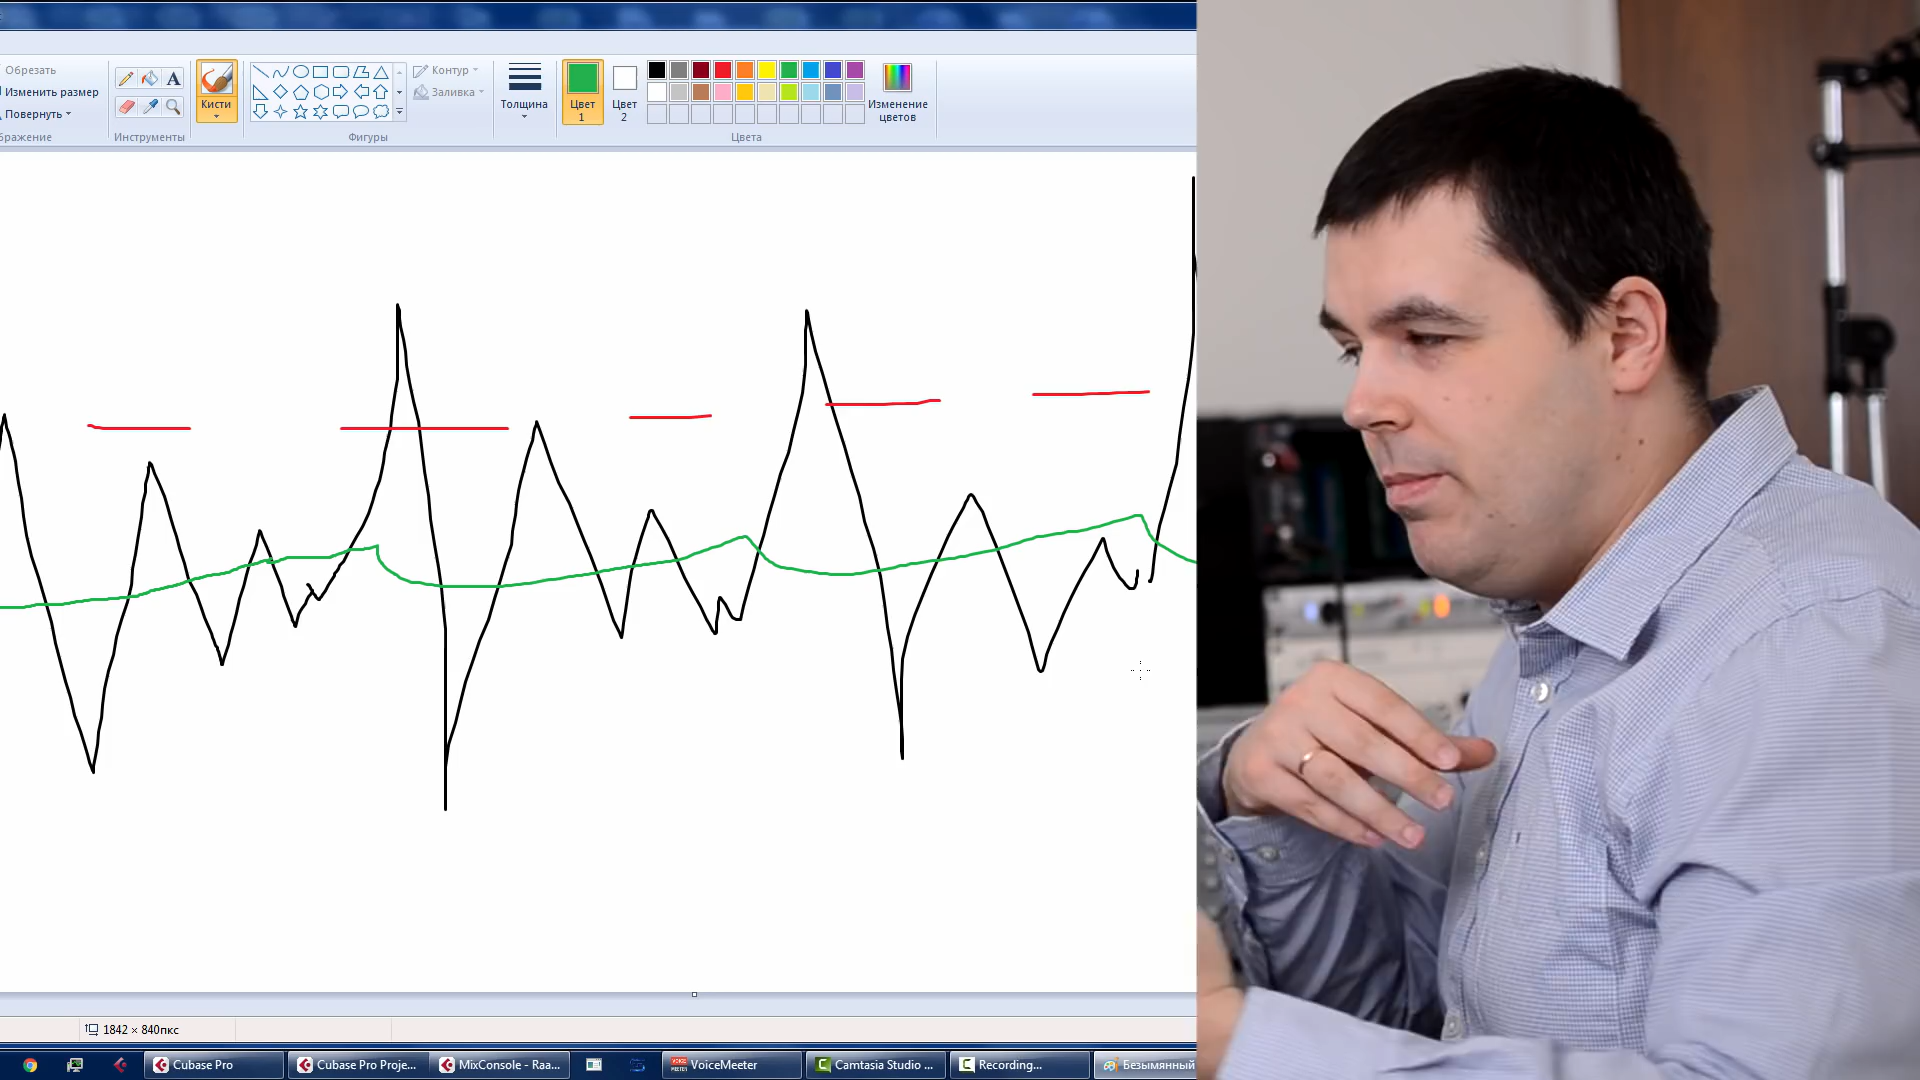 Обрезать
Изменить размер
Повернуть
бражение
A
Инструменты
Кисти
Контур
Заливка
Фигуры
Толщина
Цвет
1
Цвет
2
Изменение
цветов
Цвета
1842 × 840пкс
Cubase Pro
Cubase Pro Proje...
MixConsole - Raa...
VoiceMeeter
Camtasia Studio ...
Recording...
Безымянный